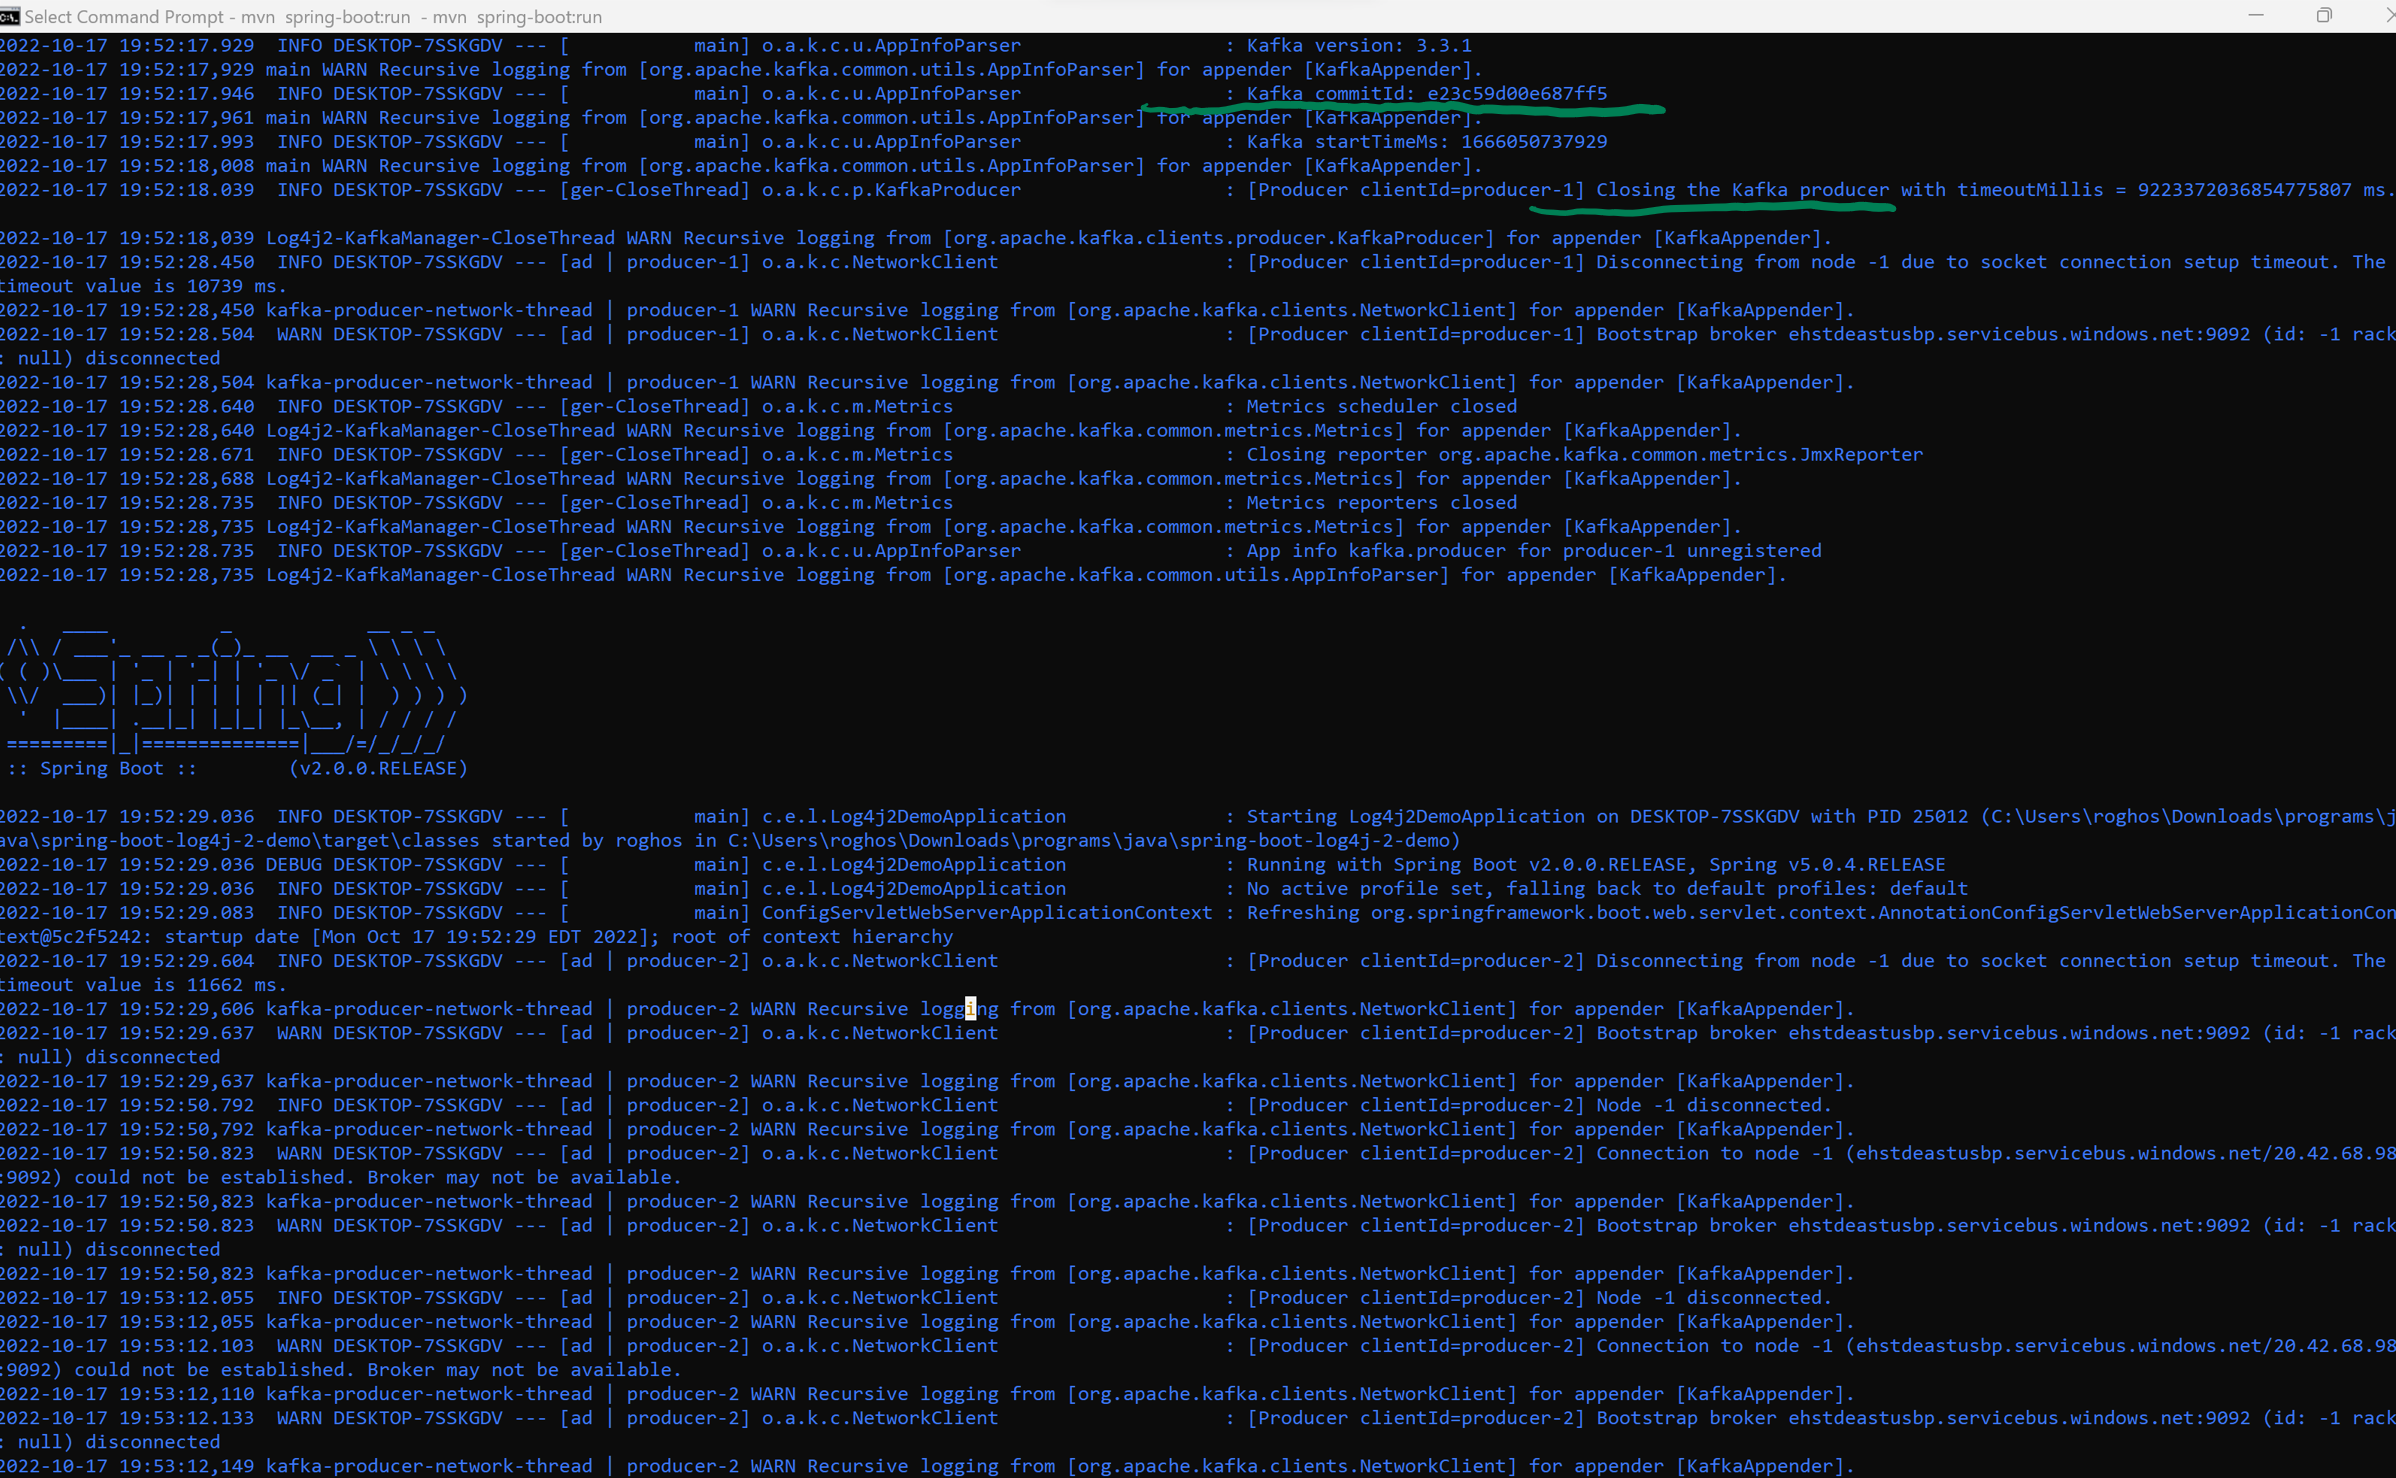 Select Command Prompt - mvn  spring-boot:run  - mvn  spring-boot:run
2022-10-17 19:52:17.929  INFO DESKTOP-7SSKGDV --- [           main] o.a.k.c.u.AppInfoParser                  : Kafka version: 3.3.1
2022-10-17 19:52:17,929 main WARN Recursive logging from [org.apache.kafka.common.utils.AppInfoParser] for appender [KafkaAppender].
2022-10-17 19:52:17.946  INFO DESKTOP-7SSKGDV --- [           main] o.a.k.c.u.AppInfoParser                  : Kafka commitId: e23c59d00e687ff5
2022-10-17 19:52:17,961 main WARN Recursive logging from [org.apache.kafka.common.utils.AppInfoParser] for appender [KafkaAppender].
2022-10-17 19:52:17.993  INFO DESKTOP-7SSKGDV --- [           main] o.a.k.c.u.AppInfoParser                  : Kafka startTimeMs: 1666050737929
2022-10-17 19:52:18,008 main WARN Recursive logging from [org.apache.kafka.common.utils.AppInfoParser] for appender [KafkaAppender].
2022-10-17 19:52:18.039  INFO DESKTOP-7SSKGDV --- [ger-CloseThread] o.a.k.c.p.KafkaProducer                  : [Producer clientId=producer-1] Closing the Kafka producer with timeoutMillis = 9223372036854775807 ms.
2022-10-17 19:52:18,039 Log4j2-KafkaManager-CloseThread WARN Recursive logging from [org.apache.kafka.clients.producer.KafkaProducer] for appender [KafkaAppender].
2022-10-17 19:52:28.450  INFO DESKTOP-7SSKGDV --- [ad | producer-1] o.a.k.c.NetworkClient                    : [Producer clientId=producer-1] Disconnecting from node -1 due to socket connection setup timeout. The
timeout value is 10739 ms.
2022-10-17 19:52:28,450 kafka-producer-network-thread | producer-1 WARN Recursive logging from [org.apache.kafka.clients.NetworkClient] for appender [KafkaAppender].
2022-10-17 19:52:28.504  WARN DESKTOP-7SSKGDV --- [ad | producer-1] o.a.k.c.NetworkClient                    : [Producer clientId=producer-1] Bootstrap broker ehstdeastusbp.servicebus.windows.net:9092 (id: -1 rack
: null) disconnected
2022-10-17 19:52:28,504 kafka-producer-network-thread | producer-1 WARN Recursive logging from [org.apache.kafka.clients.NetworkClient] for appender [KafkaAppender].
2022-10-17 19:52:28.640  INFO DESKTOP-7SSKGDV --- [ger-CloseThread] o.a.k.c.m.Metrics                        : Metrics scheduler closed
2022-10-17 19:52:28,640 Log4j2-KafkaManager-CloseThread WARN Recursive logging from [org.apache.kafka.common.metrics.Metrics] for appender [KafkaAppender].
2022-10-17 19:52:28.671  INFO DESKTOP-7SSKGDV --- [ger-CloseThread] o.a.k.c.m.Metrics                        : Closing reporter org.apache.kafka.common.metrics.JmxReporter
2022-10-17 19:52:28,688 Log4j2-KafkaManager-CloseThread WARN Recursive logging from [org.apache.kafka.common.metrics.Metrics] for appender [KafkaAppender].
2022-10-17 19:52:28.735  INFO DESKTOP-7SSKGDV --- [ger-CloseThread] o.a.k.c.m.Metrics                        : Metrics reporters closed
2022-10-17 19:52:28,735 Log4j2-KafkaManager-CloseThread WARN Recursive logging from [org.apache.kafka.common.metrics.Metrics] for appender [KafkaAppender].
2022-10-17 19:52:28.735  INFO DESKTOP-7SSKGDV --- [ger-CloseThread] o.a.k.c.u.AppInfoParser                  : App info kafka.producer for producer-1 unregistered
2022-10-17 19:52:28,735 Log4j2-KafkaManager-CloseThread WARN Recursive logging from [org.apache.kafka.common.utils.AppInfoParser] for appender [KafkaAppender].
Spring
:: Spring Boot ::        (v2.0.0.RELEASE)
2022-10-17 19:52:29.036  INFO DESKTOP-7SSKGDV --- [           main] c.e.l.Log4j2DemoApplication              : Starting Log4j2DemoApplication on DESKTOP-7SSKGDV with PID 25012 (C:\Users\roghos\Downloads\programs\j
ava\spring-boot-log4j-2-demo\target\classes started by roghos in C:\Users\roghos\Downloads\programs\java\spring-boot-log4j-2-demo)
2022-10-17 19:52:29.036 DEBUG DESKTOP-7SSKGDV --- [           main] c.e.l.Log4j2DemoApplication              : Running with Spring Boot v2.0.0.RELEASE, Spring v5.0.4.RELEASE
2022-10-17 19:52:29.036  INFO DESKTOP-7SSKGDV --- [           main] c.e.l.Log4j2DemoApplication              : No active profile set, falling back to default profiles: default
2022-10-17 19:52:29.083  INFO DESKTOP-7SSKGDV --- [           main] ConfigServletWebServerApplicationContext : Refreshing org.springframework.boot.web.servlet.context.AnnotationConfigServletWebServerApplicationCon
text@5c2f5242: startup date [Mon Oct 17 19:52:29 EDT 2022]; root of context hierarchy
2022-10-17 19:52:29.604  INFO DESKTOP-7SSKGDV --- [ad | producer-2] o.a.k.c.NetworkClient                    : [Producer clientId=producer-2] Disconnecting from node -1 due to socket connection setup timeout. The
timeout value is 11662 ms.
2022-10-17 19:52:29,606 kafka-producer-network-thread | producer-2 WARN Recursive logging from [org.apache.kafka.clients.NetworkClient] for appender [KafkaAppender].
2022-10-17 19:52:29.637  WARN DESKTOP-7SSKGDV --- [ad | producer-2] o.a.k.c.NetworkClient                    : [Producer clientId=producer-2] Bootstrap broker ehstdeastusbp.servicebus.windows.net:9092 (id: -1 rack
: null) disconnected
2022-10-17 19:52:29,637 kafka-producer-network-thread | producer-2 WARN Recursive logging from [org.apache.kafka.clients.NetworkClient] for appender [KafkaAppender].
2022-10-17 19:52:50.792  INFO DESKTOP-7SSKGDV --- [ad | producer-2] o.a.k.c.NetworkClient                    : [Producer clientId=producer-2] Node -1 disconnected.
2022-10-17 19:52:50,792 kafka-producer-network-thread | producer-2 WARN Recursive logging from [org.apache.kafka.clients.NetworkClient] for appender [KafkaAppender].
2022-10-17 19:52:50.823  WARN DESKTOP-7SSKGDV --- [ad | producer-2] o.a.k.c.NetworkClient                    : [Producer clientId=producer-2] Connection to node -1 (ehstdeastusbp.servicebus.windows.net/20.42.68.98
:9092) could not be established. Broker may not be available.
2022-10-17 19:52:50,823 kafka-producer-network-thread | producer-2 WARN Recursive logging from [org.apache.kafka.clients.NetworkClient] for appender [KafkaAppender].
2022-10-17 19:52:50.823  WARN DESKTOP-7SSKGDV --- [ad | producer-2] o.a.k.c.NetworkClient                    : [Producer clientId=producer-2] Bootstrap broker ehstdeastusbp.servicebus.windows.net:9092 (id: -1 rack
: null) disconnected
2022-10-17 19:52:50,823 kafka-producer-network-thread | producer-2 WARN Recursive logging from [org.apache.kafka.clients.NetworkClient] for appender [KafkaAppender].
2022-10-17 19:53:12.055  INFO DESKTOP-7SSKGDV --- [ad | producer-2] o.a.k.c.NetworkClient                    : [Producer clientId=producer-2] Node -1 disconnected.
2022-10-17 19:53:12,055 kafka-producer-network-thread | producer-2 WARN Recursive logging from [org.apache.kafka.clients.NetworkClient] for appender [KafkaAppender].
2022-10-17 19:53:12.103  WARN DESKTOP-7SSKGDV --- [ad | producer-2] o.a.k.c.NetworkClient                    : [Producer clientId=producer-2] Connection to node -1 (ehstdeastusbp.servicebus.windows.net/20.42.68.98
:9092) could not be established. Broker may not be available.
2022-10-17 19:53:12,110 kafka-producer-network-thread | producer-2 WARN Recursive logging from [org.apache.kafka.clients.NetworkClient] for appender [KafkaAppender].
2022-10-17 19:53:12.133  WARN DESKTOP-7SSKGDV --- [ad | producer-2] o.a.k.c.NetworkClient                    : [Producer clientId=producer-2] Bootstrap broker ehstdeastusbp.servicebus.windows.net:9092 (id: -1 rack
: null) disconnected
2022-10-17 19:53:12,149 kafka-producer-network-thread | producer-2 WARN Recursive logging from [org.apache.kafka.clients.NetworkClient] for appender [KafkaAppender].